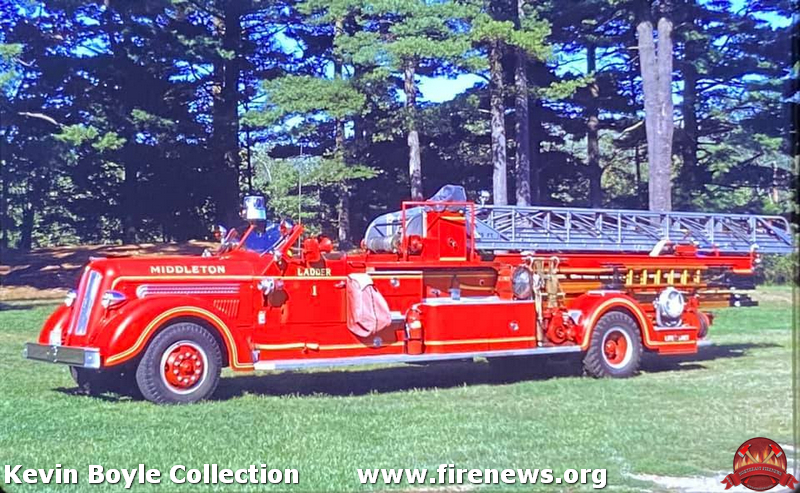 MIDDLETON
LADDER
1
Kevin Boyle Collection www.firenews.org